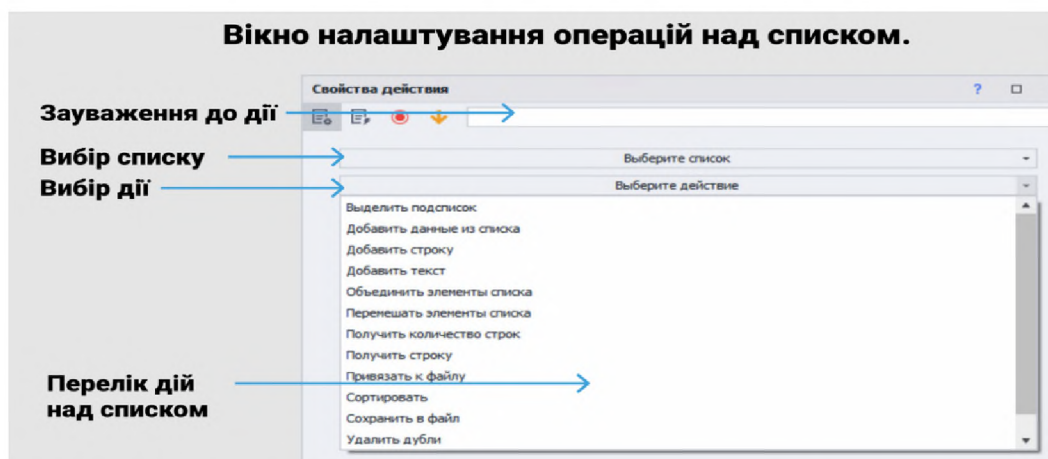 Вікно налаштування операцій над списком.
Свойства действия ?
Зауваження до дії
Вибір списку
Выберите список
Вибір дії
Выберите действие
Выделить подсписок
Добавить данные из списка
Добавить строку
Добавить текст
Объединить элементы списка
Перемешать элементы списка
Получить количество строк
Получить строку
Привязать к файлу
Перелік дій
над списком
Сортировать
Сохранить в файл
Удалить дубли